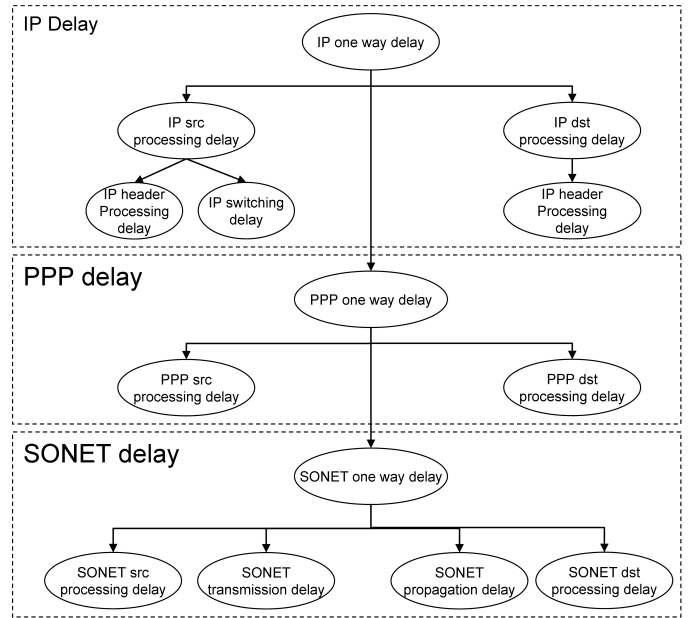 IP Delay
IP one way delay
IP src
processing delay
IP dst
processing delay
IP header
Processing
delay
IP switching
delay
IP header
Processing
delay
PPP delay
PPP one way delay
PPP src
processing delay
PPP dst
processing delay
SONET delay
SONET one way delay
SONET src
processing delay
SONET
transmission delay
SONET
propagation delay
SONET dst
processing delay